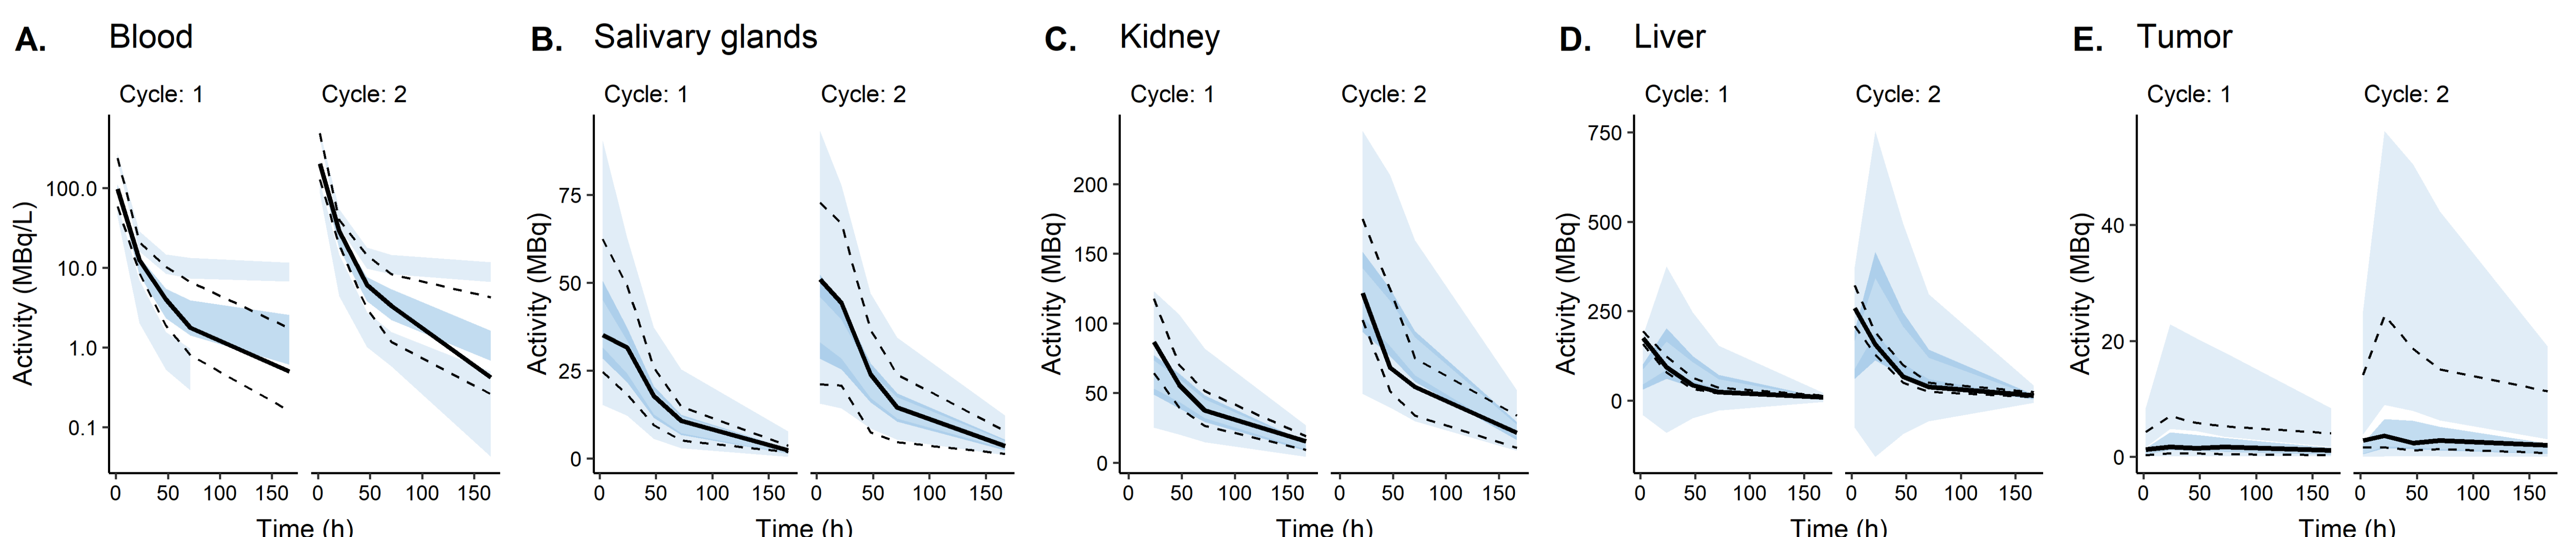 A. Blood
Cycle: 1 Cycle: 2
Activity (MBq/L)
100.0
10.0
1.0
0.1
0 50 100 150 0 50 100 150
Time (h)
B. Salivary glands
Cycle: 1 Cycle: 2
Activity (MBq)
75
50
25
0
0 50 100 150 0 50 100 150
Time (h)
C. Kidney
Cycle: 1 Cycle: 2
Activity (MBq)
200
150
100
50
0
0 50 100 150 0 50 100 150
Time (h)
D. Liver
Cycle: 1 Cycle: 2
Activity (MBq)
750
500
250
0
0 50 100 150 0 50 100 150
Time (h)
E. Tumor
Cycle: 1 Cycle: 2
Activity (MBq)
40
20
0
0 50 100 150 0 50 100 150
Time (h)